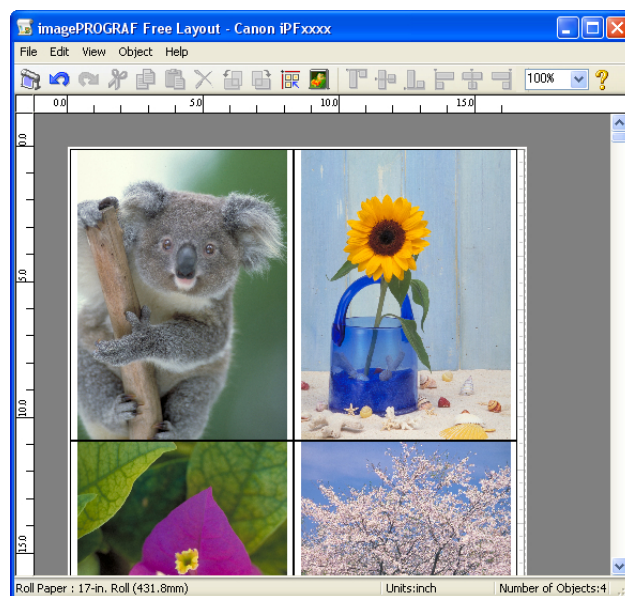 imagePROGRAF Free Layout - Canon iPFxxxx
File Edit View Object Help
100%
0.0 5.0 10.0 15.0
0.0
5.0
10.0
15.0
Roll Paper : 17-in. Roll (431.8mm) Units:inch Number of Objects:4